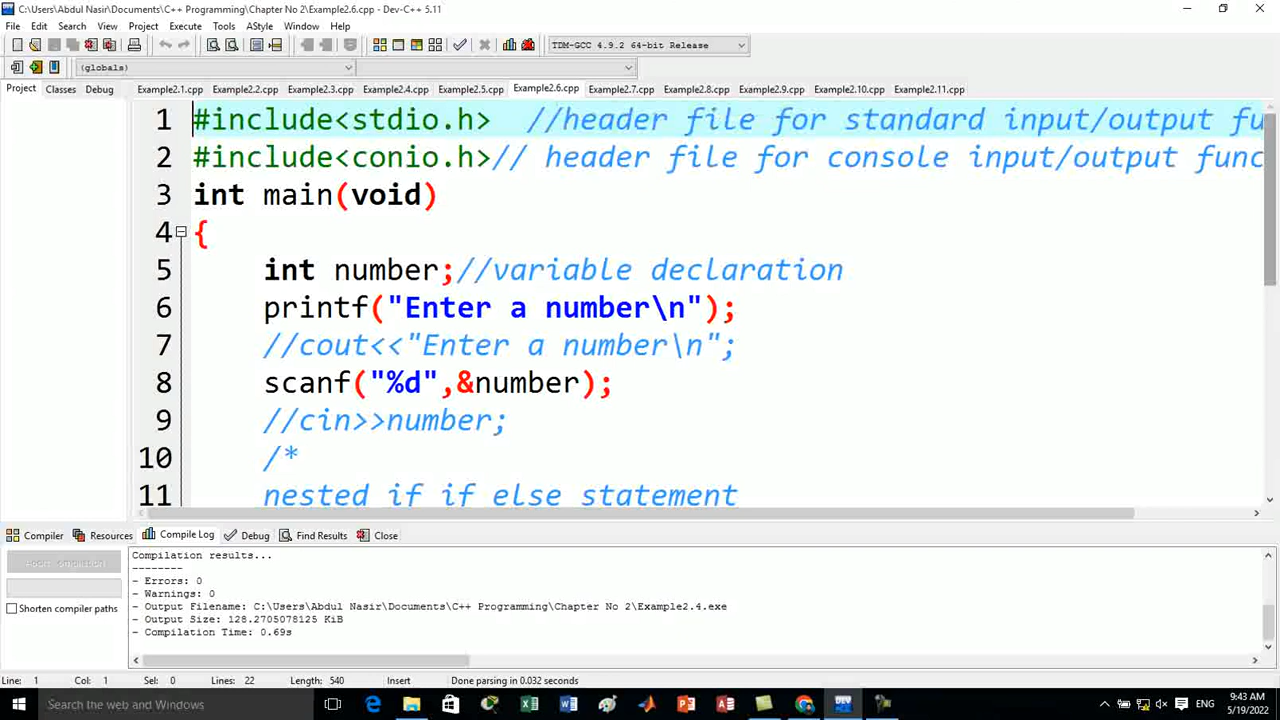 C:\Users\Abdul Nasir\Documents\C++ Programming\Chapter No 2\Example2.6.cpp - Dev-C++ 5.11
File Edit Search View Project Execute Tools AStyle Window Help
TDM-GCC 4.9.2 64-bit Release
(globals)
Project Classes Debug Example2.1.cpp Example2.2.cpp Example2.3.cpp Example2.4.cpp Example2.5.cpp Example2.6.cpp Example2.7.cpp Example2.8.cpp Example2.9.cpp Example2.10.cpp Example2.11.cpp
1 #include<stdio.h> //header file for standard input/output fu
2 #include<conio.h>// header file for console input/output func
3 int main(void)
4 {
5 int number;//variable declaration
6 printf("Enter a number\n");
7 //cout<<"Enter a number\n";
8 scanf("%d",&number);
9 //cin>>number;
10 /*
11 nested if if else statement
Compiler Resources Compile Log Debug Find Results Close
Compilation results...
--------
- Errors: 0
- Warnings: 0
- Output Filename: C:\Users\Abdul Nasir\Documents\C++ Programming\Chapter No 2\Example2.4.exe
- Output Size: 128.2705078125 KiB
- Compilation Time: 0.69s
Abort Compilation
Shorten compiler paths
Line: 1 Col: 1 Sel: 0 Lines: 22 Length: 540 Insert Done parsing in 0.032 seconds
Search the web and Windows
ENG
9:43 AM
5/19/2022